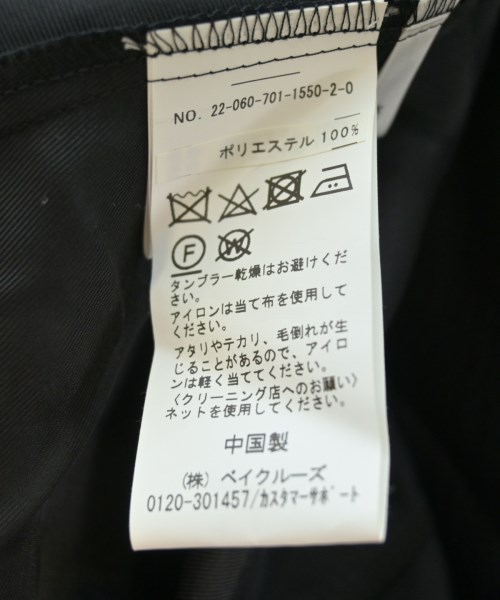 NO. 22-060-701-1550-2-0
ポリエステル 100%
F
W
タンブラー乾燥はお避けくだ
さい。
アイロンは当て布を使用して
ください。
アタリやテカリ、毛倒れが生
じることがあるので、アイロ
ンは軽く当ててください。
〈クリーニング店へのお願い〉
ネットを使用してください。
中国製
(株) ベイクルーズ
0120-301457/カスタマーサポート